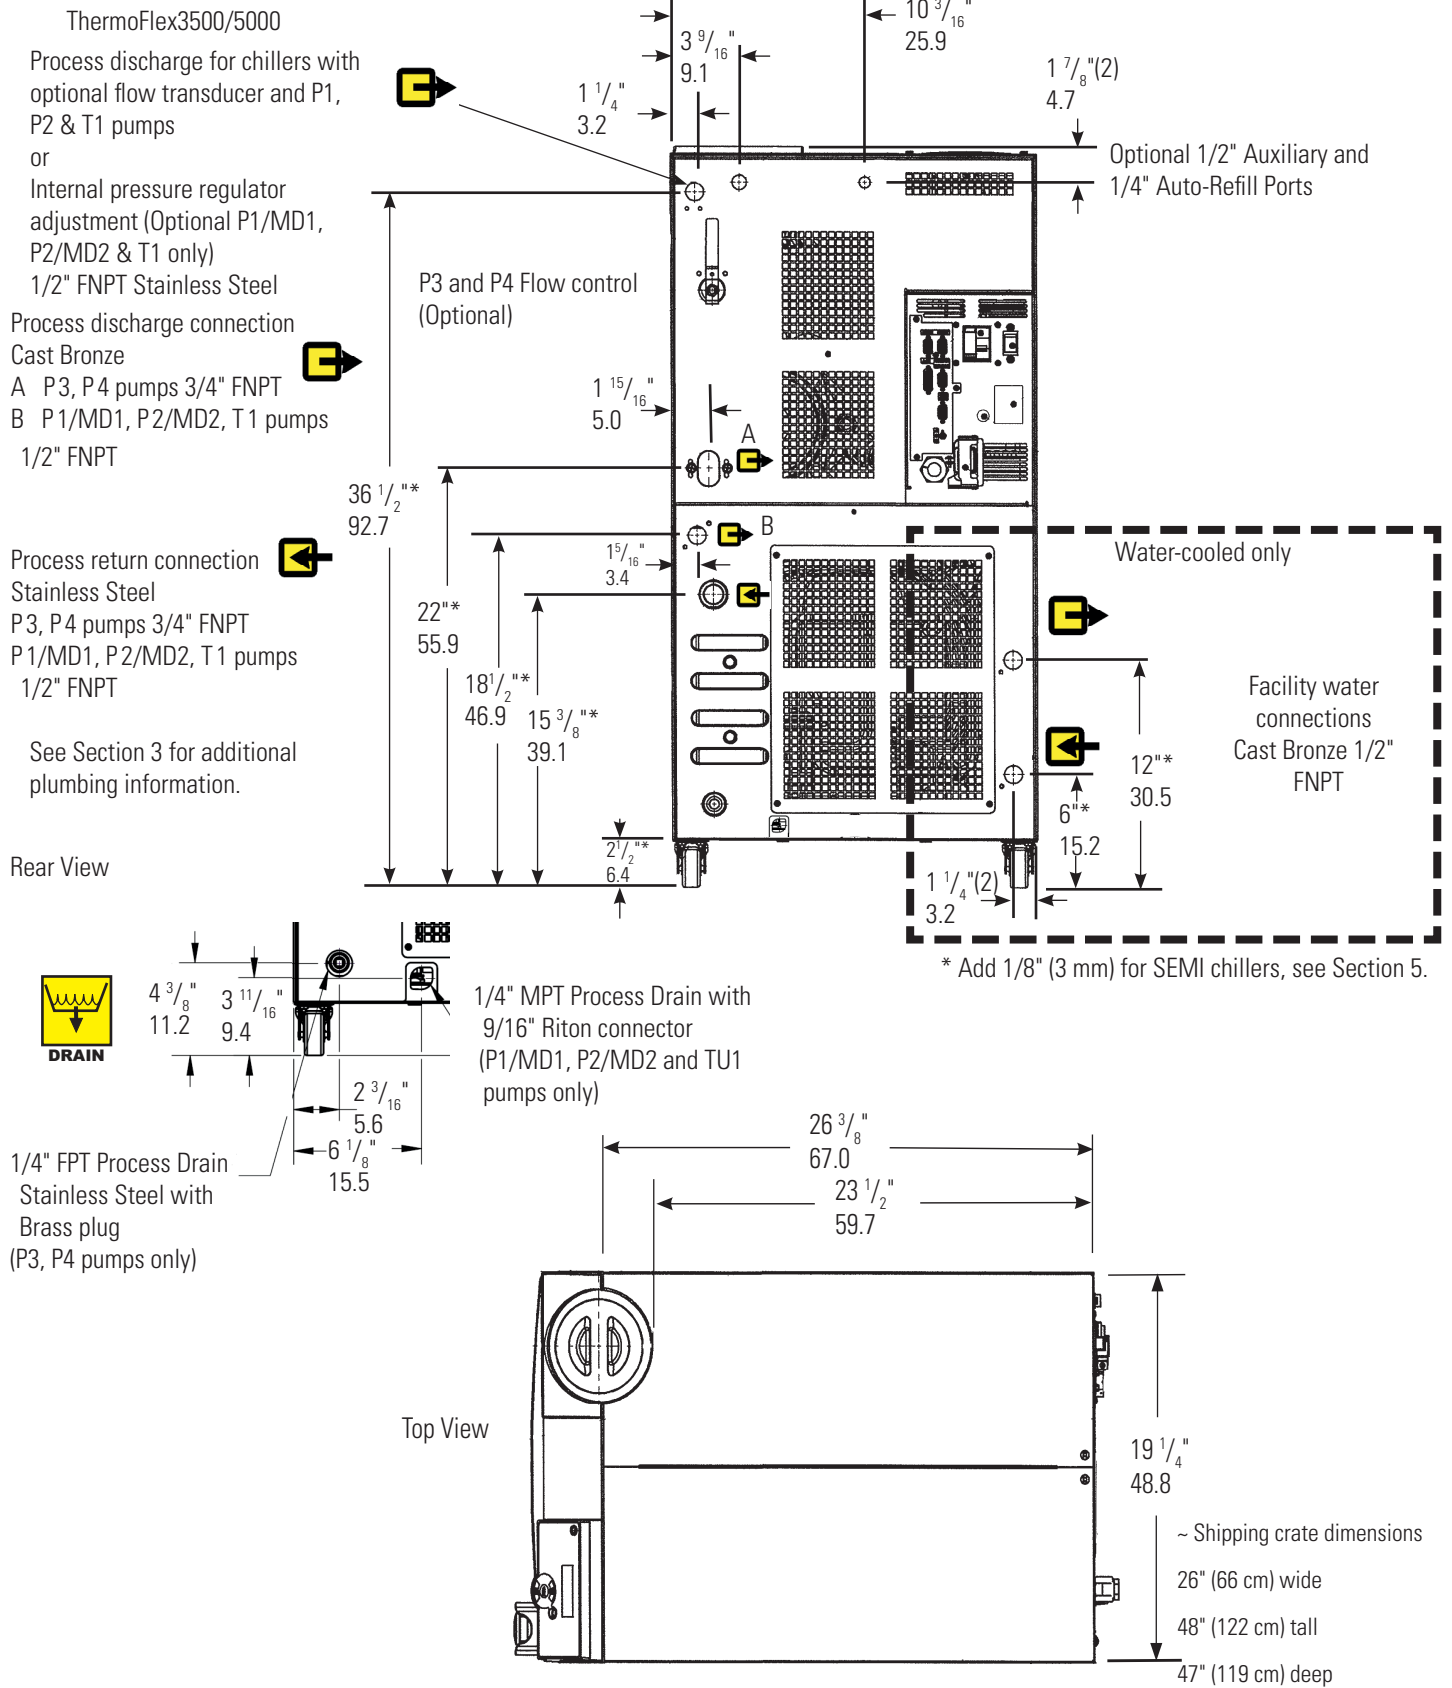 ThermoFlex3500/5000
Process discharge for chillers with
optional flow transducer and P1,
P2 & T1 pumps
or
Internal pressure regulator
adjustment (Optional P1/MD1,
P2/MD2 & T1 only)
1/2" FNPT Stainless Steel
Process discharge connection
Cast Bronze
A P3, P4 pumps 3/4" FNPT
B P1/MD1, P2/MD2, T1 pumps
1/2" FNPT
Process return connection
Stainless Steel
P3, P4 pumps 3/4" FNPT
P1/MD1, P2/MD2, T1 pumps
1/2" FNPT
See Section 3 for additional
plumbing information.
Rear View
10 3/16"
25.9
3 9/16"
9.1
1 1/4"
3.2
1 7/8"(2)
4.7
Optional 1/2" Auxiliary and
1/4" Auto-Refill Ports
P3 and P4 Flow control
(Optional)
1 15/16"
5.0
A
B
36 1/2"*
92.7
22"*
55.9
18 1/2"*
46.9
15 3/8"*
39.1
1 5/16"
3.4
2 1/2"*
6.4
Water-cooled only
Facility water
connections
Cast Bronze 1/2"
FNPT
12"*
30.5
6"*
15.2
1 1/4"(2)
3.2
* Add 1/8" (3 mm) for SEMI chillers, see Section 5.
DRAIN
4 3/8"
11.2
3 11/16"
9.4
2 3/16"
5.6
6 1/8"
15.5
1/4" MPT Process Drain with
9/16" Riton connector
(P1/MD1, P2/MD2 and TU1
pumps only)
1/4" FPT Process Drain
Stainless Steel with
Brass plug
(P3, P4 pumps only)
26 3/8"
67.0
23 1/2"
59.7
Top View
19 1/4"
48.8
~ Shipping crate dimensions
26" (66 cm) wide
48" (122 cm) tall
47" (119 cm) deep